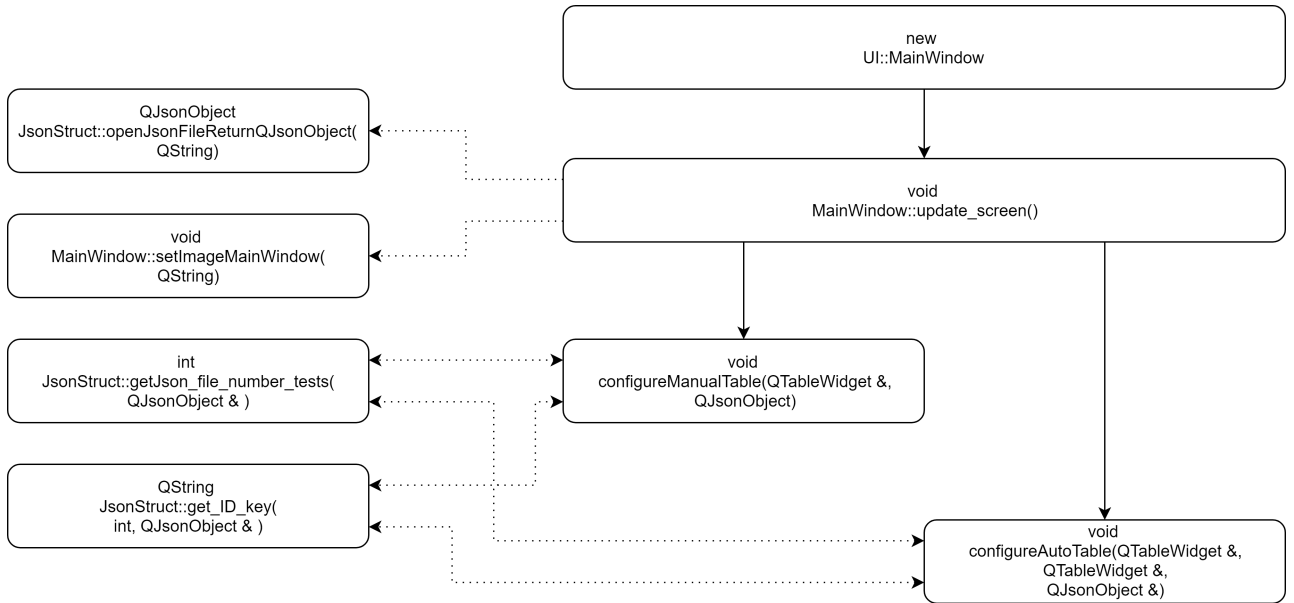 new
UI::MainWindow
QJsonObject
JsonStruct::openJsonFileReturnQJsonObject(
QString)
void
MainWindow::update_screen()
void
MainWindow::setImageMainWindow(
QString)
int
JsonStruct::getJson_file_number_tests(
QJsonObject & )
void
configureManualTable(QTableWidget &,
QJsonObject)
QString
JsonStruct::get_ID_key(
int, QJsonObject & )
void
configureAutoTable(QTableWidget &,
QTableWidget &,
QJsonObject &)